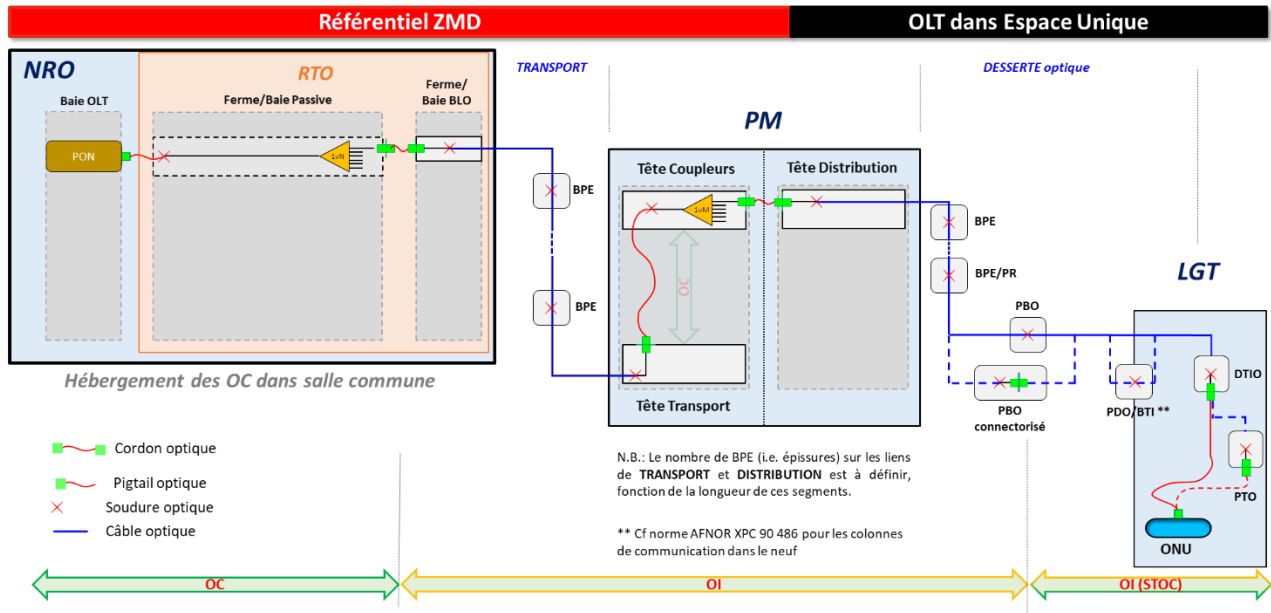 Référentiel ZMD
OLT dans Espace Unique
NRO
RTO
TRANSPORT
DESSERTE optique
Baie OLT
Ferme/Baie Passive
Ferme/
Baie BLO
PM
PON
1vN
Tête Coupleurs
Tête Distribution
BPE
1vM
BPE
BPE/PR
OC
LGT
BPE
PBO
Hébergement des OC dans salle commune
Tête Transport
PBO
connectorisé
PDO/BTI **
DTIO
PTO
ONU
Cordon optique
Pigtail optique
Soudure optique
Câble optique
N.B.: Le nombre de BPE (i.e. épissures) sur les liens
de TRANSPORT et DISTRIBUTION est à définir,
fonction de la longueur de ces segments.
** Cf norme AFNOR XPC 90 486 pour les colonnes
de communication dans le neuf
OC
OI
OI (STOC)